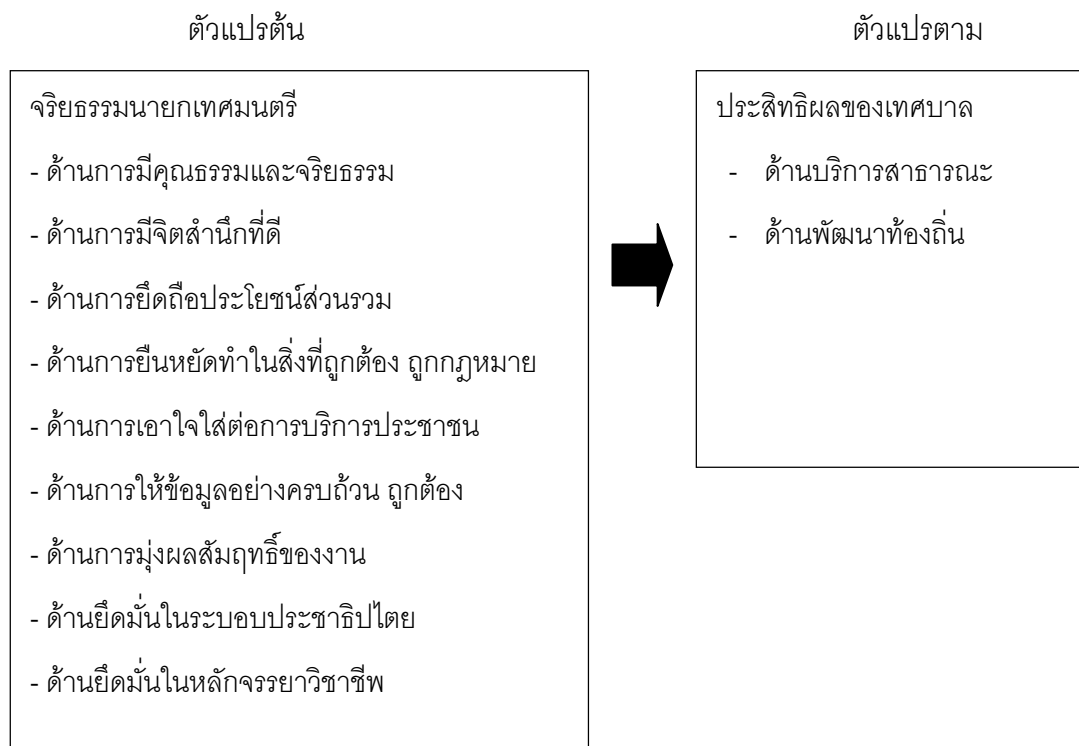 ตัวแปรต้น
จริยธรรมนายกเทศมนตรี
- ด้านการมีคุณธรรมและจริยธรรม
- ด้านการมีจิตสำนึกที่ดี
- ด้านการยึดถือประโยชน์ส่วนรวม
- ด้านการยืนหยัดทำในสิ่งที่ถูกต้อง ถูกกฎหมาย
- ด้านการเอาใจใส่ต่อการบริการประชาชน
- ด้านการให้ข้อมูลอย่างครบถ้วน ถูกต้อง
- ด้านการมุ่งผลสัมฤทธิ์ของงาน
- ด้านยึดมั่นในระบอบประชาธิปไตย
- ด้านยึดมั่นในหลักจรรยาวิชาชีพ
ตัวแปรตาม
ประสิทธิผลของเทศบาล
- ด้านบริการสาธารณะ
- ด้านพัฒนาท้องถิ่น